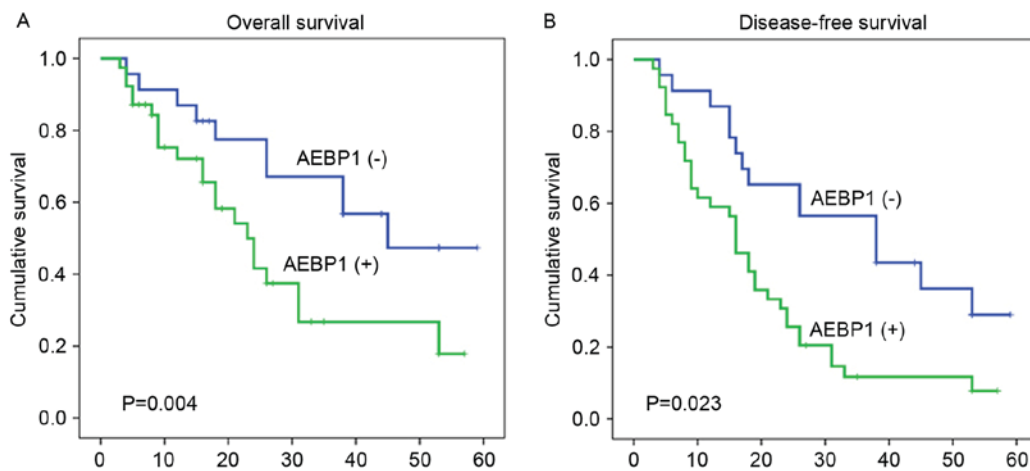 A
Overall survival
Cumulative survival
1.0
0.8
0.6
0.4
0.2
0.0
AEBP1 (-)
AEBP1 (+)
P=0.004
0 10 20 30 40 50 60
B
Disease-free survival
Cumulative survival
1.0
0.8
0.6
0.4
0.2
0.0
AEBP1 (-)
AEBP1 (+)
P=0.023
0 10 20 30 40 50 60